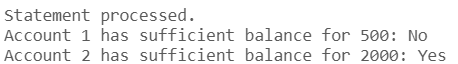 Statement processed.
Account 1 has sufficient balance for 500: No
Account 2 has sufficient balance for 2000: Yes